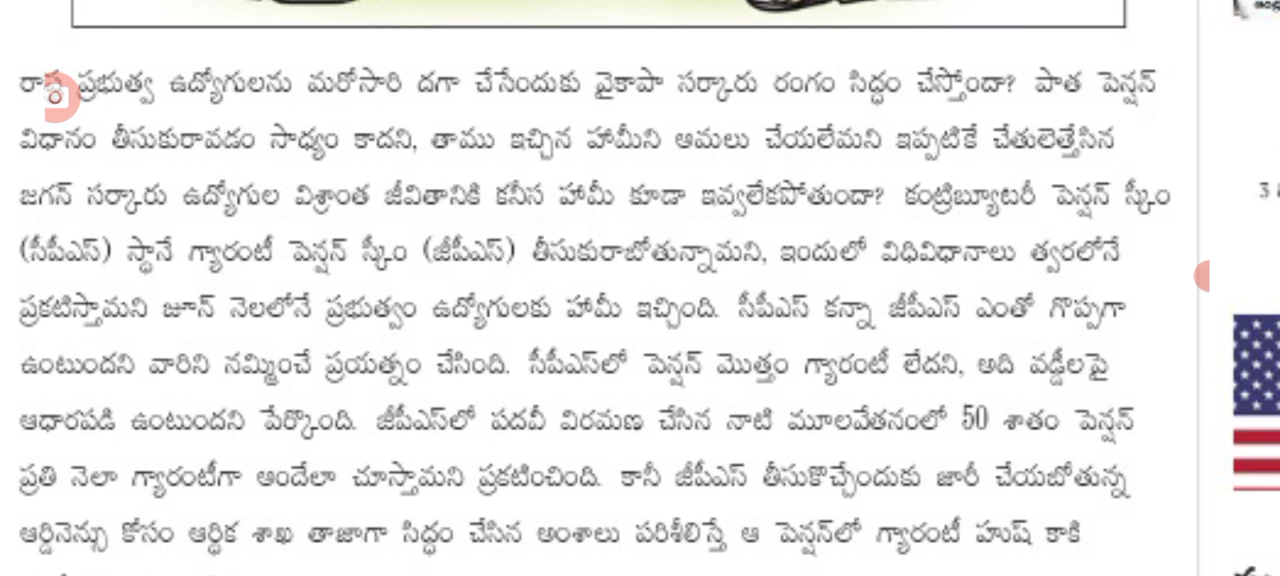 రాష్ట్ర ప్రభుత్వ ఉద్యోగులను మరోసారి దగా చేసేందుకు వైకాపా సర్కారు రంగం సిద్ధం చేస్తోందా? పాత పెన్షన్
విధానం తీసుకురావడం సాధ్యం కాదని, తాము ఇచ్చిన హామీని అమలు చేయలేమని ఇప్పటికే చేతులెత్తేసిన
జగన్ సర్కారు ఉద్యోగుల విశ్రాంత జీవితానికి కనీస హామీ కూడా ఇవ్వలేకపోతుందా? కంట్రిబ్యూటరీ పెన్షన్ స్కీం
(సీపీఎస్) స్థానే గ్యారంటీ పెన్షన్ స్కీం (జీపీఎస్) తీసుకురాబోతున్నామని, ఇందులో విధివిధానాలు త్వరలోనే
ప్రకటిస్తామని జూన్ నెలలోనే ప్రభుత్వం ఉద్యోగులకు హామీ ఇచ్చింది. సీపీఎస్ కన్నా జీపీఎస్ ఎంతో గొప్పగా
ఉంటుందని వారిని నమ్మించే ప్రయత్నం చేసింది. సీపీఎస్‌లో పెన్షన్ మొత్తం గ్యారంటీ లేదని, అది వడ్డీలపై
ఆధారపడి ఉంటుందని పేర్కొంది. జీపీఎస్‌లో పదవీ విరమణ చేసిన నాటి మూలవేతనంలో 50 శాతం పెన్షన్
ప్రతి నెలా గ్యారంటీగా అందేలా చూస్తామని ప్రకటించింది. కానీ జీపీఎస్ తీసుకొచ్చేందుకు జారీ చేయబోతున్న
ఆర్డినెన్సు కోసం ఆర్థిక శాఖ తాజాగా సిద్ధం చేసిన అంశాలు పరిశీలిస్తే ఆ పెన్షన్‌లో గ్యారంటీ హుష్ కాకి